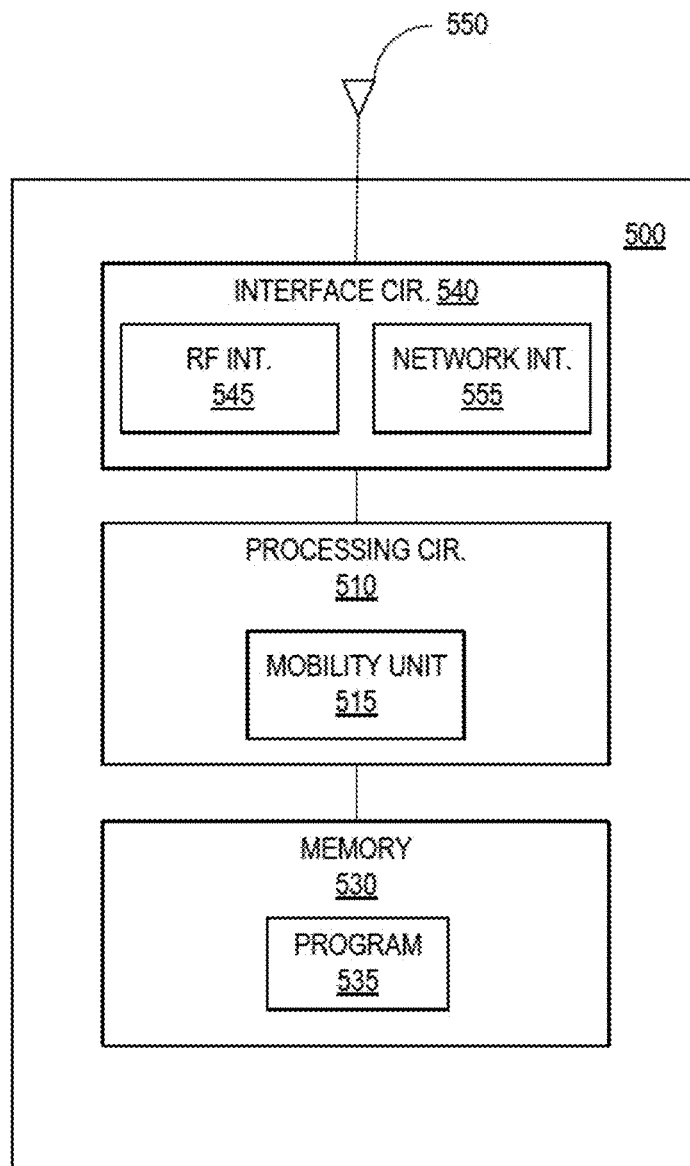 550
500
INTERFACE CIR. 540
RF INT.
545
NETWORK INT.
555
PROCESSING CIR.
510
MOBILITY UNIT
515
MEMORY
530
PROGRAM
535